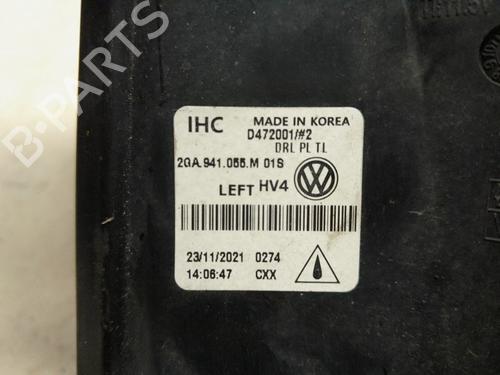 IHC MADE IN KOREA
D472001/#2
DRL PL TL
2GA.941.055.M 01S
LEFT HV4
23/11/2021 0274
14:06:47 CXX